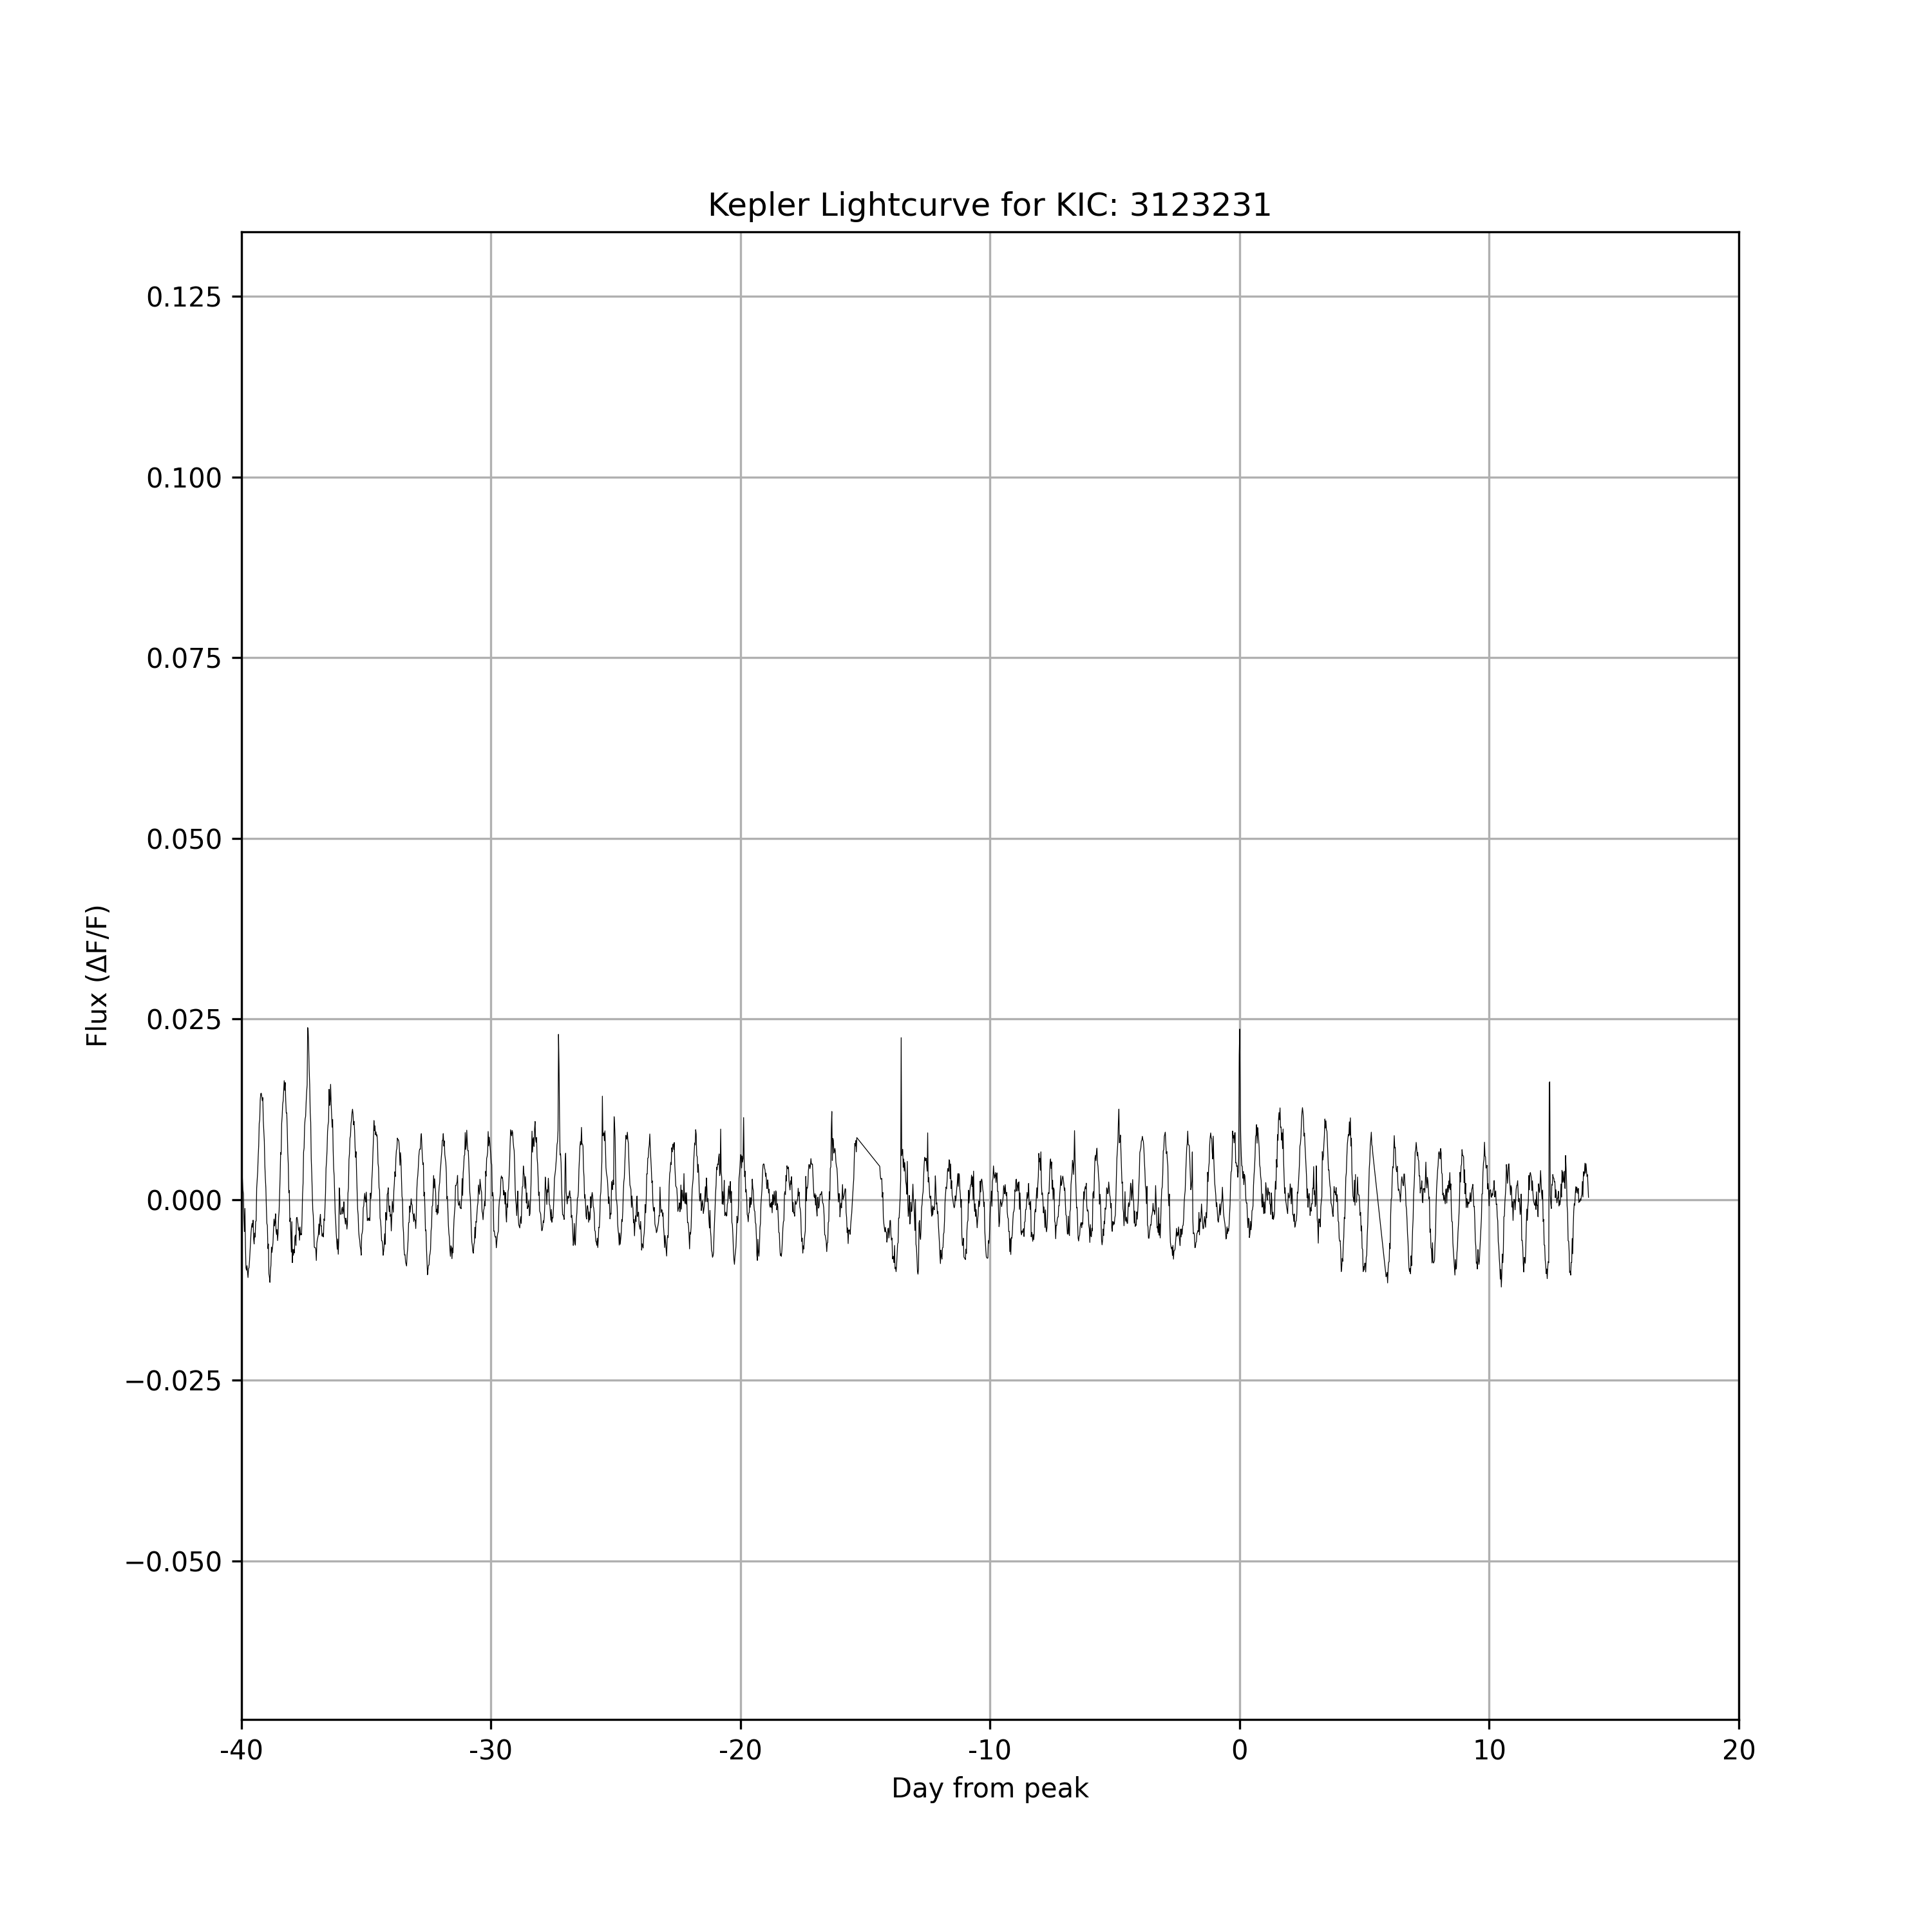 Kepler Lightcurve for KIC: 3123231
0.125
0.100
0.075
0.050
0.025
0.000
−0.025
−0.050
Flux (ΔF/F)
-40 -30 -20 -10 0 10 20
Day from peak